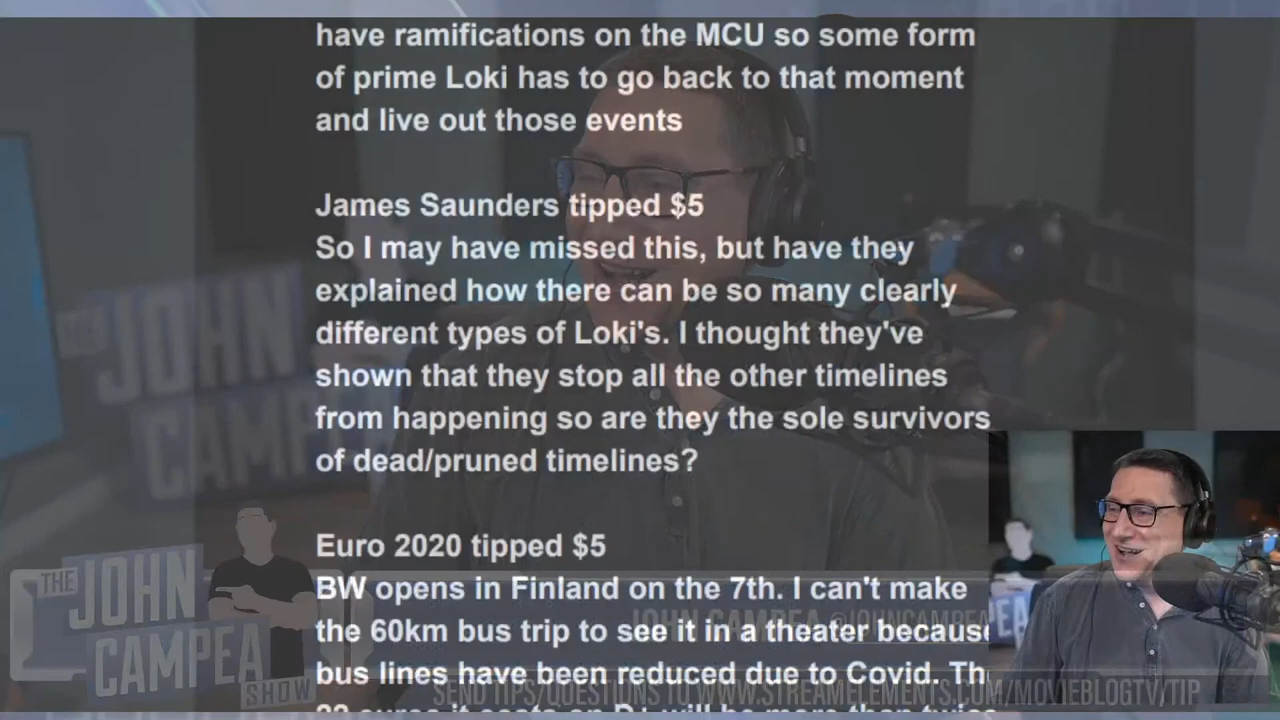 have ramifications on the MCU so some form
of prime Loki has to go back to that moment
and live out those events
James Saunders tipped $5
So I may have missed this, but have they
explained how there can be so many clearly
different types of Loki's. I thought they've
shown that they stop all the other timelines
from happening so are they the sole survivors
of dead/pruned timelines?
Euro 2020 tipped $5
BW opens in Finland on the 7th. I can't make
the 60km bus trip to see it in a theater because
bus lines have been reduced due to Covid. Th
JOHN
CAMPEA
THE
JOHN
CAMPEA
SHOW
JOHN CAMPEA @JOHNCAMPEA
SEND TIPS/QUESTIONS TO WWW.STREAMELEMENTS.COM/MOVIEBLOGTV/TIP